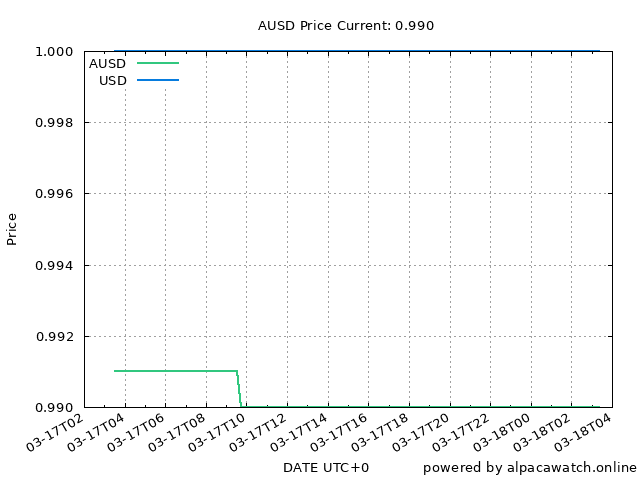 AUSD Price Current: 0.990
1.000
AUSD
USD
0.998
0.996
Price
0.994
0.992
0.990
03-17T02
03-17T04
03-17T06
03-17T08
03-17T10
03-17T12
03-17T14
03-17T16
03-17T18
03-17T20
03-17T22
03-18T00
03-18T02
03-18T04
DATE UTC+0
powered by alpacawatch.online